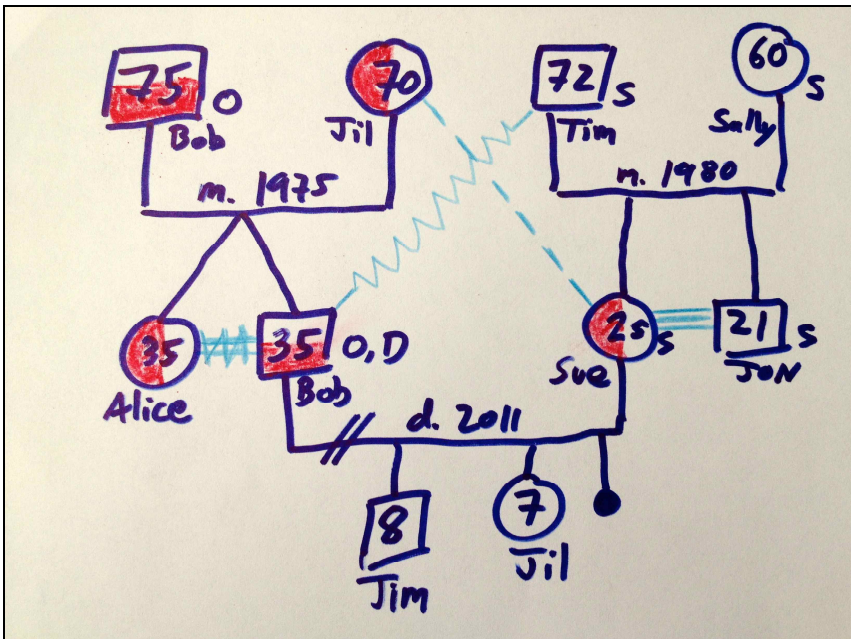 75 O
Bob
70
Jil
72 S
Tim
60 S
Sally
m. 1975
m. 1980
35
Alice
35 O,D
Bob
25 S
Sue
21 S
JON
d. 2011
8
Jim
7
Jil